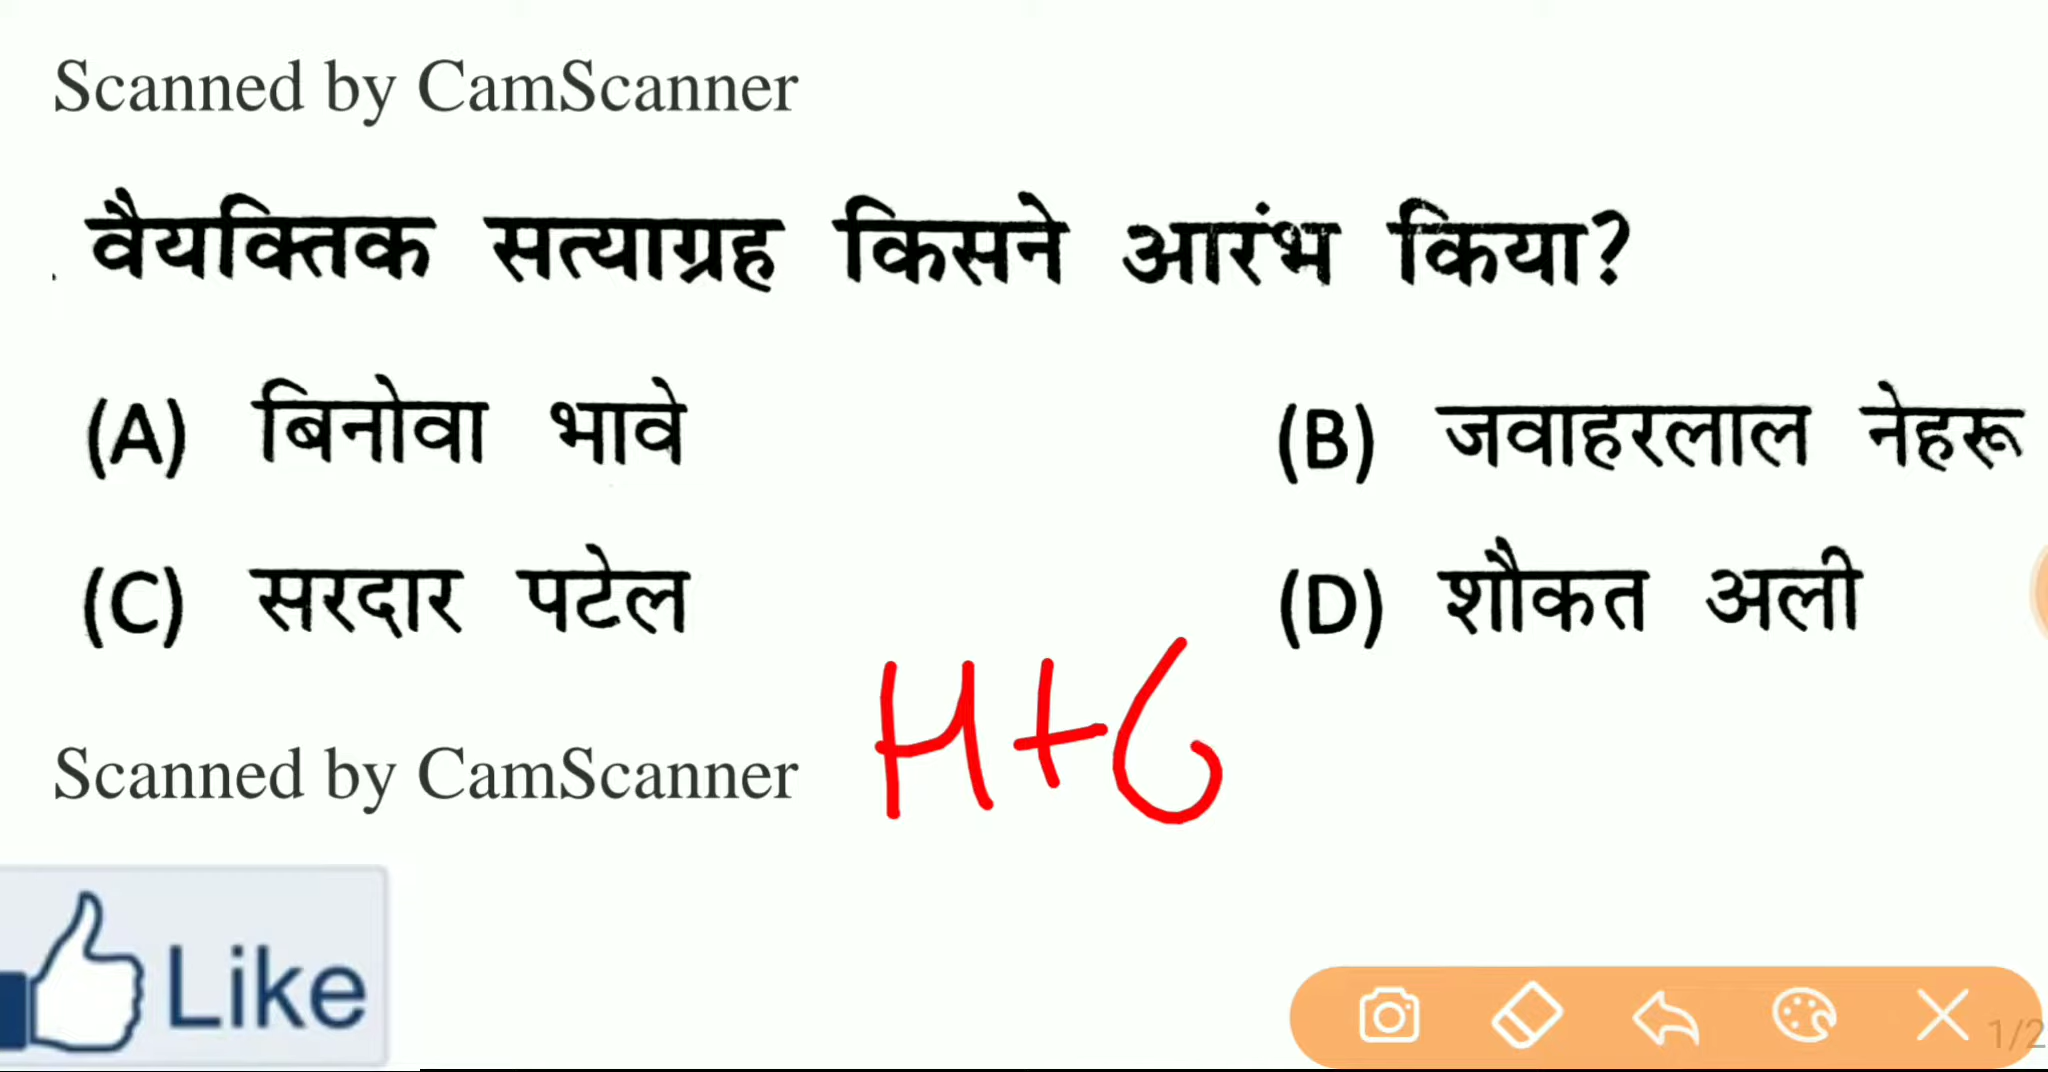 Scanned by CamScanner
वैयक्तिक सत्याग्रह किसने आरंभ किया?
(A) बिनोवा भावे (B) जवाहरलाल नेहरू
(C) सरदार पटेल (D) शौकत अली
H+G
Scanned by CamScanner
Like
1/2